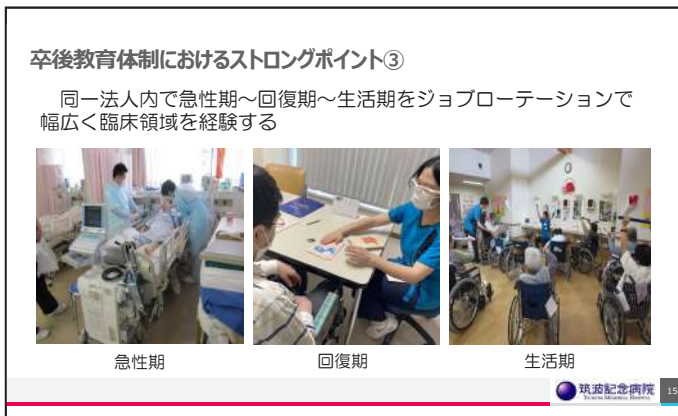 卒後教育体制におけるストロングポイント③
同一法人内で急性期～回復期～生活期をジョブローテーションで
幅広く臨床領域を経験する
急性期
回復期
生活期
筑波記念病院
TSUKUBA MEMORIAL HOSPITAL
15